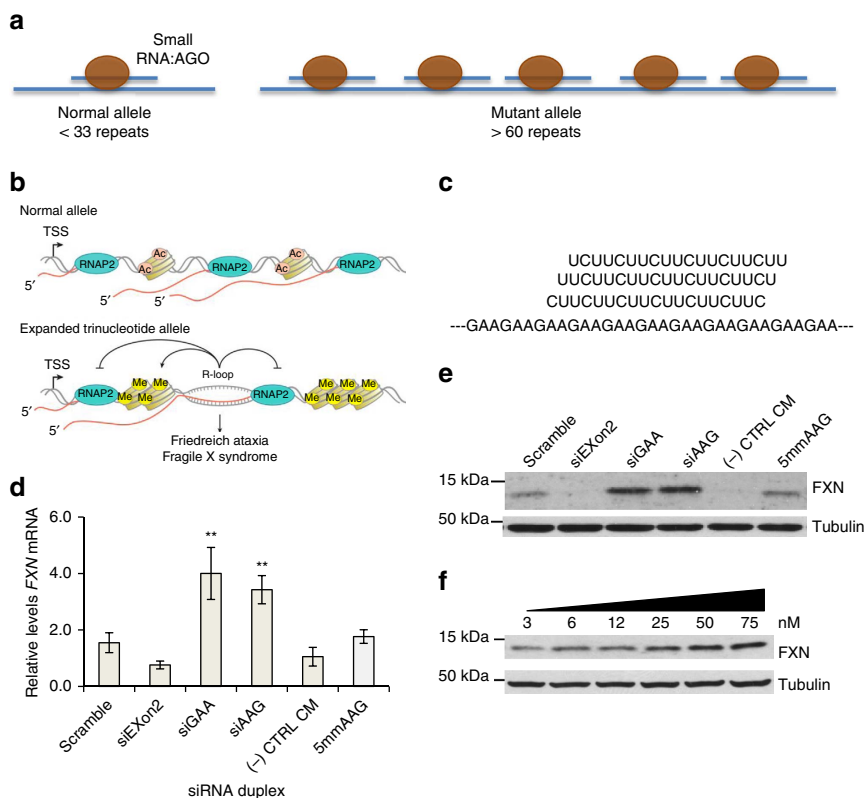 a
Small
RNA:AGO
Normal allele
< 33 repeats
Mutant allele
> 60 repeats
b
Normal allele
TSS
RNAP2
Ac
Ac
RNAP2
Ac
Ac
RNAP2
5′
5′
5′
Expanded trinucleotide allele
TSS
RNAP2
Me
Me
Me
Me
Me
R-loop
RNAP2
Me
Me
Me
Me
Me
Me
5′
5′
Friedreich ataxia
Fragile X syndrome
c
UCUUCUUCUUCUUCUUCUU
UUCUUCUUCUUCUUCUUCU
CUUCUUCUUCUUCUUCUUC
---GAAGAAGAAGAAGAAGAAGAAGAAGAAGAAGAA---
d
Relative levels FXN mRNA
6.0
4.0
2.0
0.0
**
**
Scramble
siEXon2
siGAA
siAAG
(–) CTRL CM
5mmAAG
siRNA duplex
e
Scramble
siEXon2
siGAA
siAAG
(–) CTRL CM
5mmAAG
15 kDa
FXN
50 kDa
Tubulin
f
3 6 12 25 50 75 nM
15 kDa
FXN
50 kDa
Tubulin